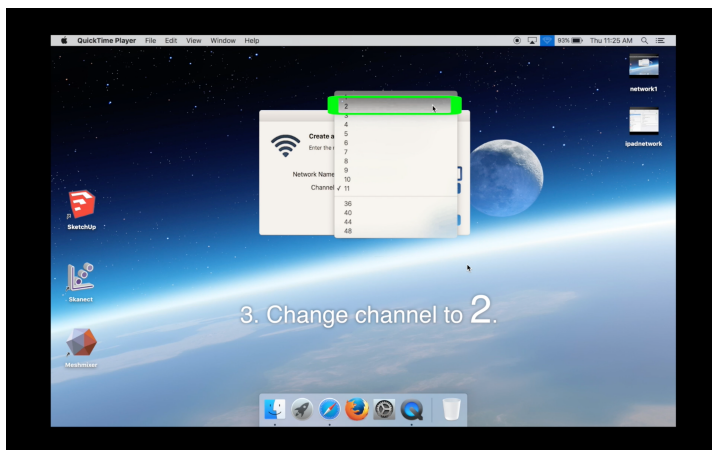 QuickTime Player File Edit View Window Help 93% Thu 11:25 AM
network1
ipadnetwork
SketchUp
Skanect
Meshmixer
Create a
Enter the
Network Name
Channel ✓ 11
1
2
3
4
5
6
7
8
9
10
36
40
44
48
3. Change channel to 2.